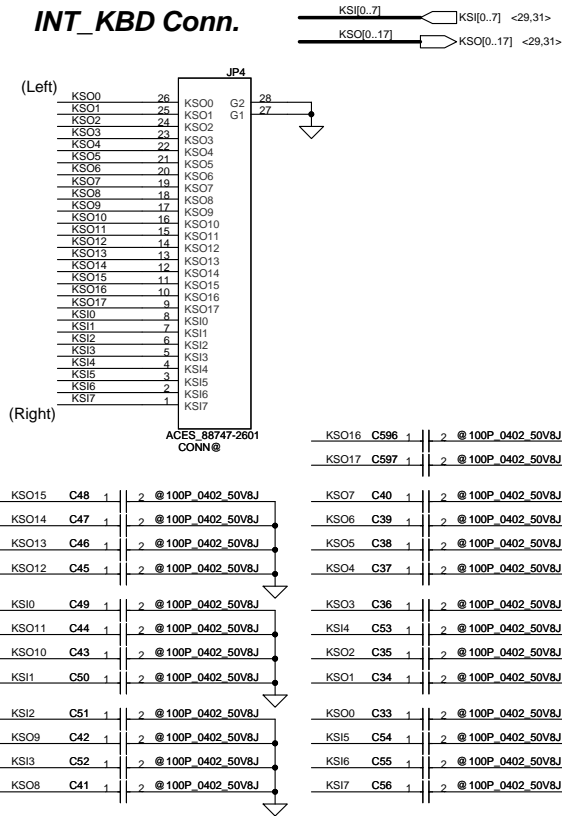 INT_KBD Conn.
KSI[0..7] KSI[0..7] <29,31>
KSO[0..17] KSO[0..17] <29,31>
JP4
(Left)
KSO0 26 KSO0 G2 28
KSO1 25 KSO1 G1 27
KSO2 24 KSO2
KSO3 23 KSO3
KSO4 22 KSO4
KSO5 21 KSO5
KSO6 20 KSO6
KSO7 19 KSO7
KSO8 18 KSO8
KSO9 17 KSO9
KSO10 16 KSO10
KSO11 15 KSO11
KSO12 14 KSO12
KSO13 13 KSO13
KSO14 12 KSO14
KSO15 11 KSO15
KSO16 10 KSO16
KSO17 9 KSO17
KSI0 8 KSI0
KSI1 7 KSI1
KSI2 6 KSI2
KSI3 5 KSI3
KSI4 4 KSI4
KSI5 3 KSI5
KSI6 2 KSI6
KSI7 1 KSI7
(Right)
ACES_88747-2601
CONN@
KSO16 C596 1 2 @100P_0402_50V8J
KSO17 C597 1 2 @100P_0402_50V8J
KSO15 C48 1 2 @100P_0402_50V8J
KSO14 C47 1 2 @100P_0402_50V8J
KSO13 C46 1 2 @100P_0402_50V8J
KSO12 C45 1 2 @100P_0402_50V8J
KSI0 C49 1 2 @100P_0402_50V8J
KSO11 C44 1 2 @100P_0402_50V8J
KSO10 C43 1 2 @100P_0402_50V8J
KSI1 C50 1 2 @100P_0402_50V8J
KSI2 C51 1 2 @100P_0402_50V8J
KSO9 C42 1 2 @100P_0402_50V8J
KSI3 C52 1 2 @100P_0402_50V8J
KSO8 C41 1 2 @100P_0402_50V8J
KSO7 C40 1 2 @100P_0402_50V8J
KSO6 C39 1 2 @100P_0402_50V8J
KSO5 C38 1 2 @100P_0402_50V8J
KSO4 C37 1 2 @100P_0402_50V8J
KSO3 C36 1 2 @100P_0402_50V8J
KSI4 C53 1 2 @100P_0402_50V8J
KSO2 C35 1 2 @100P_0402_50V8J
KSO1 C34 1 2 @100P_0402_50V8J
KSO0 C33 1 2 @100P_0402_50V8J
KSI5 C54 1 2 @100P_0402_50V8J
KSI6 C55 1 2 @100P_0402_50V8J
KSI7 C56 1 2 @100P_0402_50V8J